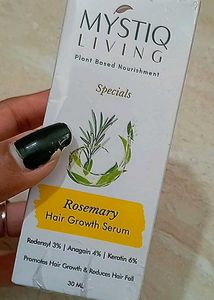 MYSTIQ
LIVING
Plant Based Nourishment
Specials
Rosemary
Hair Growth Serum
Redensyl 3% | Anagain 4% | Keratin 6%
Promotes Hair Growth & Reduces Hair Fall
30 ML